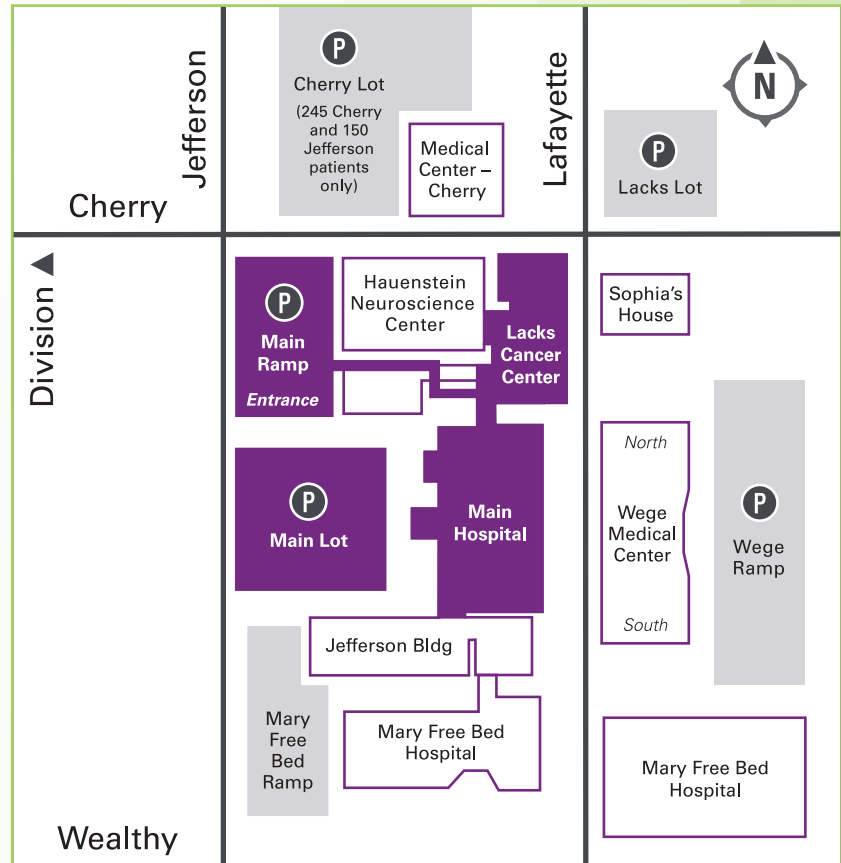 Jefferson
P
Cherry Lot
(245 Cherry
and 150
Jefferson
patients
only)
Medical
Center –
Cherry
Lafayette
P
Lacks Lot
N
Cherry
Division
P
Main
Ramp
Entrance
Hauenstein
Neuroscience
Center
Lacks
Cancer
Center
Sophia's
House
P
Main Lot
Main
Hospital
North
Wege
Medical
Center
South
P
Wege
Ramp
Jefferson Bldg
Mary
Free
Bed
Ramp
Mary Free Bed
Hospital
Mary Free Bed
Hospital
Wealthy